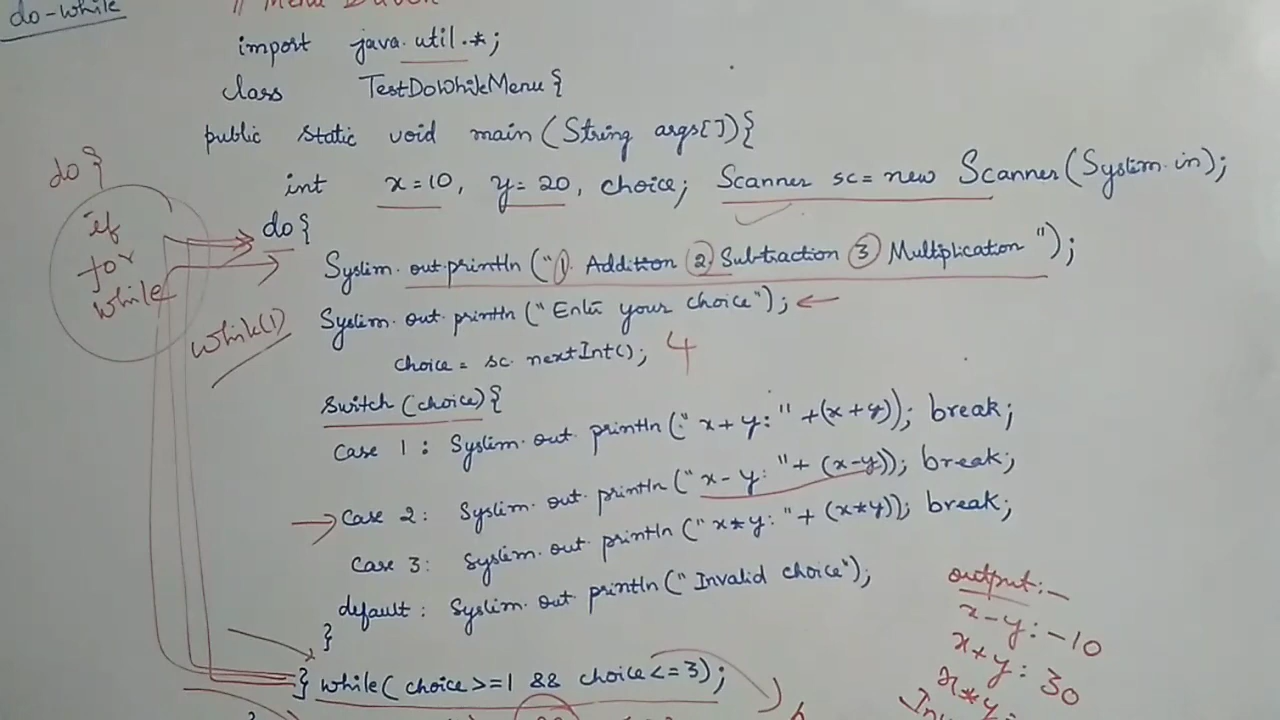 do-while
// Menu Driven
import java.util.*;
class TestDoWhileMenu{
public static void main(String args[]){
int x=10, y=20, choice; Scanner sc= new Scanner(System.in);
do{
if
for
while
do{
System.out.println("1. Addition 2 Subtraction 3 Multiplication");
while(1)
System.out.println("Enter your choice");
choice = sc.nextInt(); 4
switch(choice){
case 1: System.out.println("x+y:"+(x+y)); break;
case 2: System.out.println("x-y:"+(x-y)); break;
case 3: System.out.println("x*y:"+(x*y)); break;
default: System.out.println("Invalid choice");
}
} while(choice>=1 && choice<=3);
output:-
x-y:-10
x+y:30
x*y: